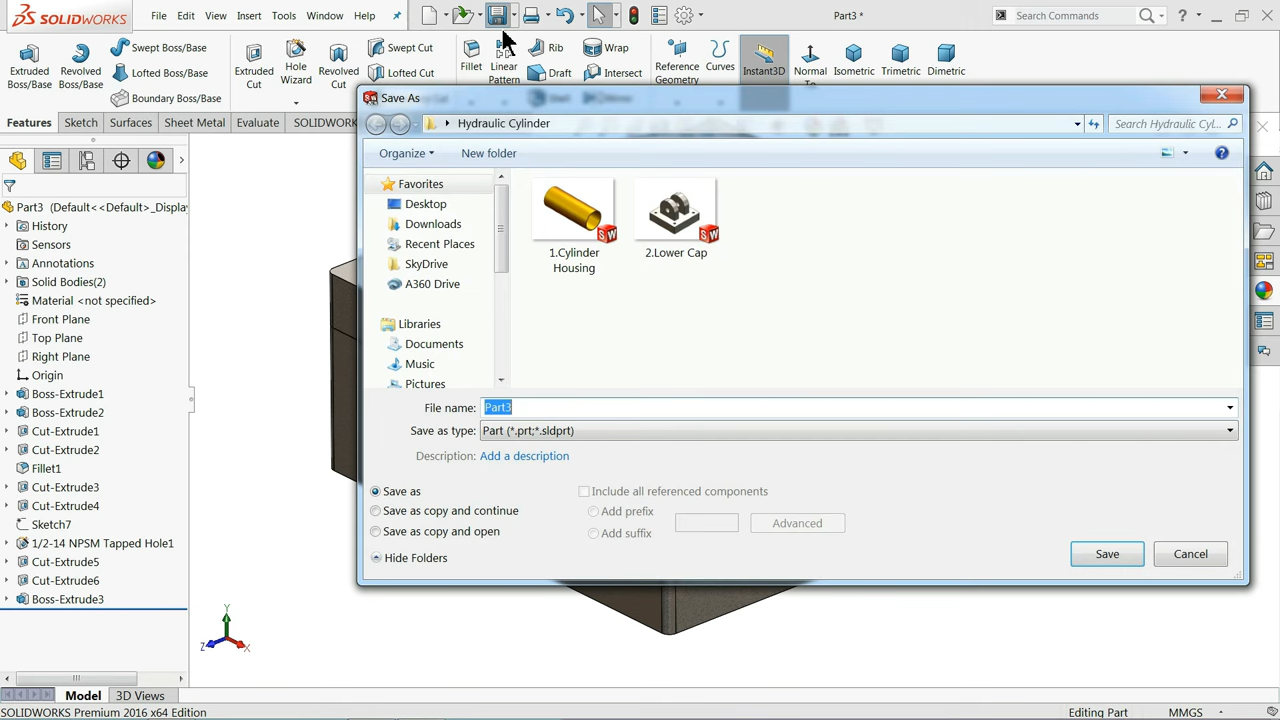 SOLIDWORKS
File Edit View Insert Tools Window Help
Part3 *
Search Commands
Extruded Boss/Base
Revolved Boss/Base
Swept Boss/Base
Lofted Boss/Base
Boundary Boss/Base
Extruded Cut
Hole Wizard
Revolved Cut
Swept Cut
Lofted Cut
Fillet
Linear Pattern
Rib
Draft
Wrap
Intersect
Reference Geometry
Curves
Instant3D
Normal
Isometric
Trimetric
Dimetric
Features Sketch Surfaces Sheet Metal Evaluate SOLIDWOR
Part3 (Default<<Default>_Display
History
Sensors
Annotations
Solid Bodies(2)
Material <not specified>
Front Plane
Top Plane
Right Plane
Origin
Boss-Extrude1
Boss-Extrude2
Cut-Extrude1
Cut-Extrude2
Fillet1
Cut-Extrude3
Cut-Extrude4
Sketch7
1/2-14 NPSM Tapped Hole1
Cut-Extrude5
Cut-Extrude6
Boss-Extrude3
Save As
Hydraulic Cylinder
Search Hydraulic Cyl...
Organize
New folder
Favorites
Desktop
Downloads
Recent Places
SkyDrive
A360 Drive
Libraries
Documents
Music
Pictures
1.Cylinder
Housing
2.Lower Cap
File name: Part3
Save as type: Part (*.prt;*.sldprt)
Description: Add a description
Save as
Save as copy and continue
Save as copy and open
Include all referenced components
Add prefix
Add suffix
Advanced
Hide Folders
Save
Cancel
Y
Z
X
Model
3D Views
SOLIDWORKS Premium 2016 x64 Edition
Editing Part
MMGS